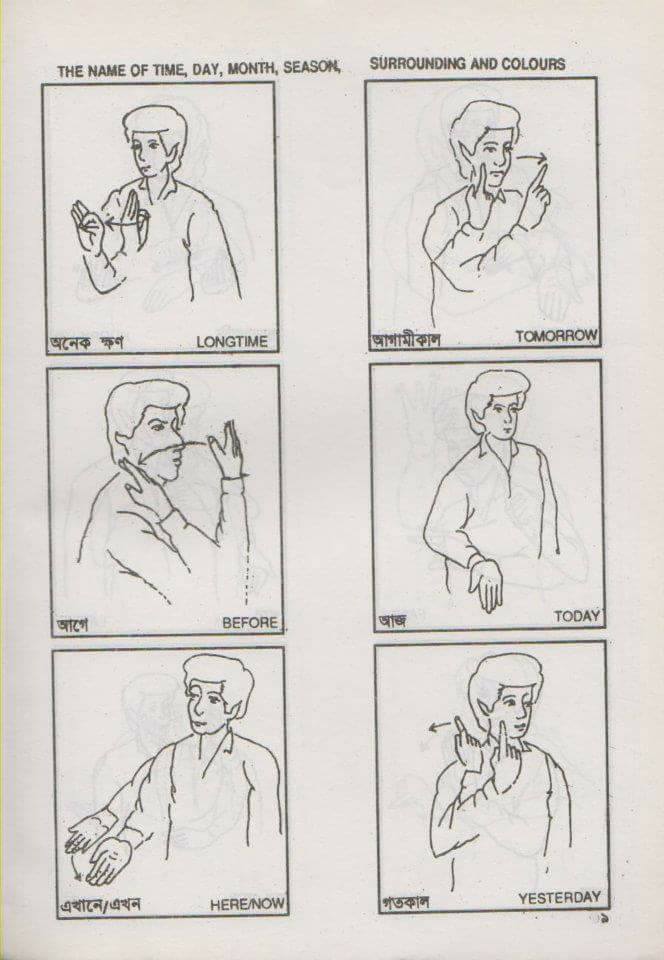 THE NAME OF TIME, DAY, MONTH, SEASON, SURROUNDING AND COLOURS
অনেক ক্ষণ LONGTIME
আগামীকাল TOMORROW
আগে BEFORE
আজ TODAY
এখানে/এখন HERE/NOW
গতকাল YESTERDAY
৯